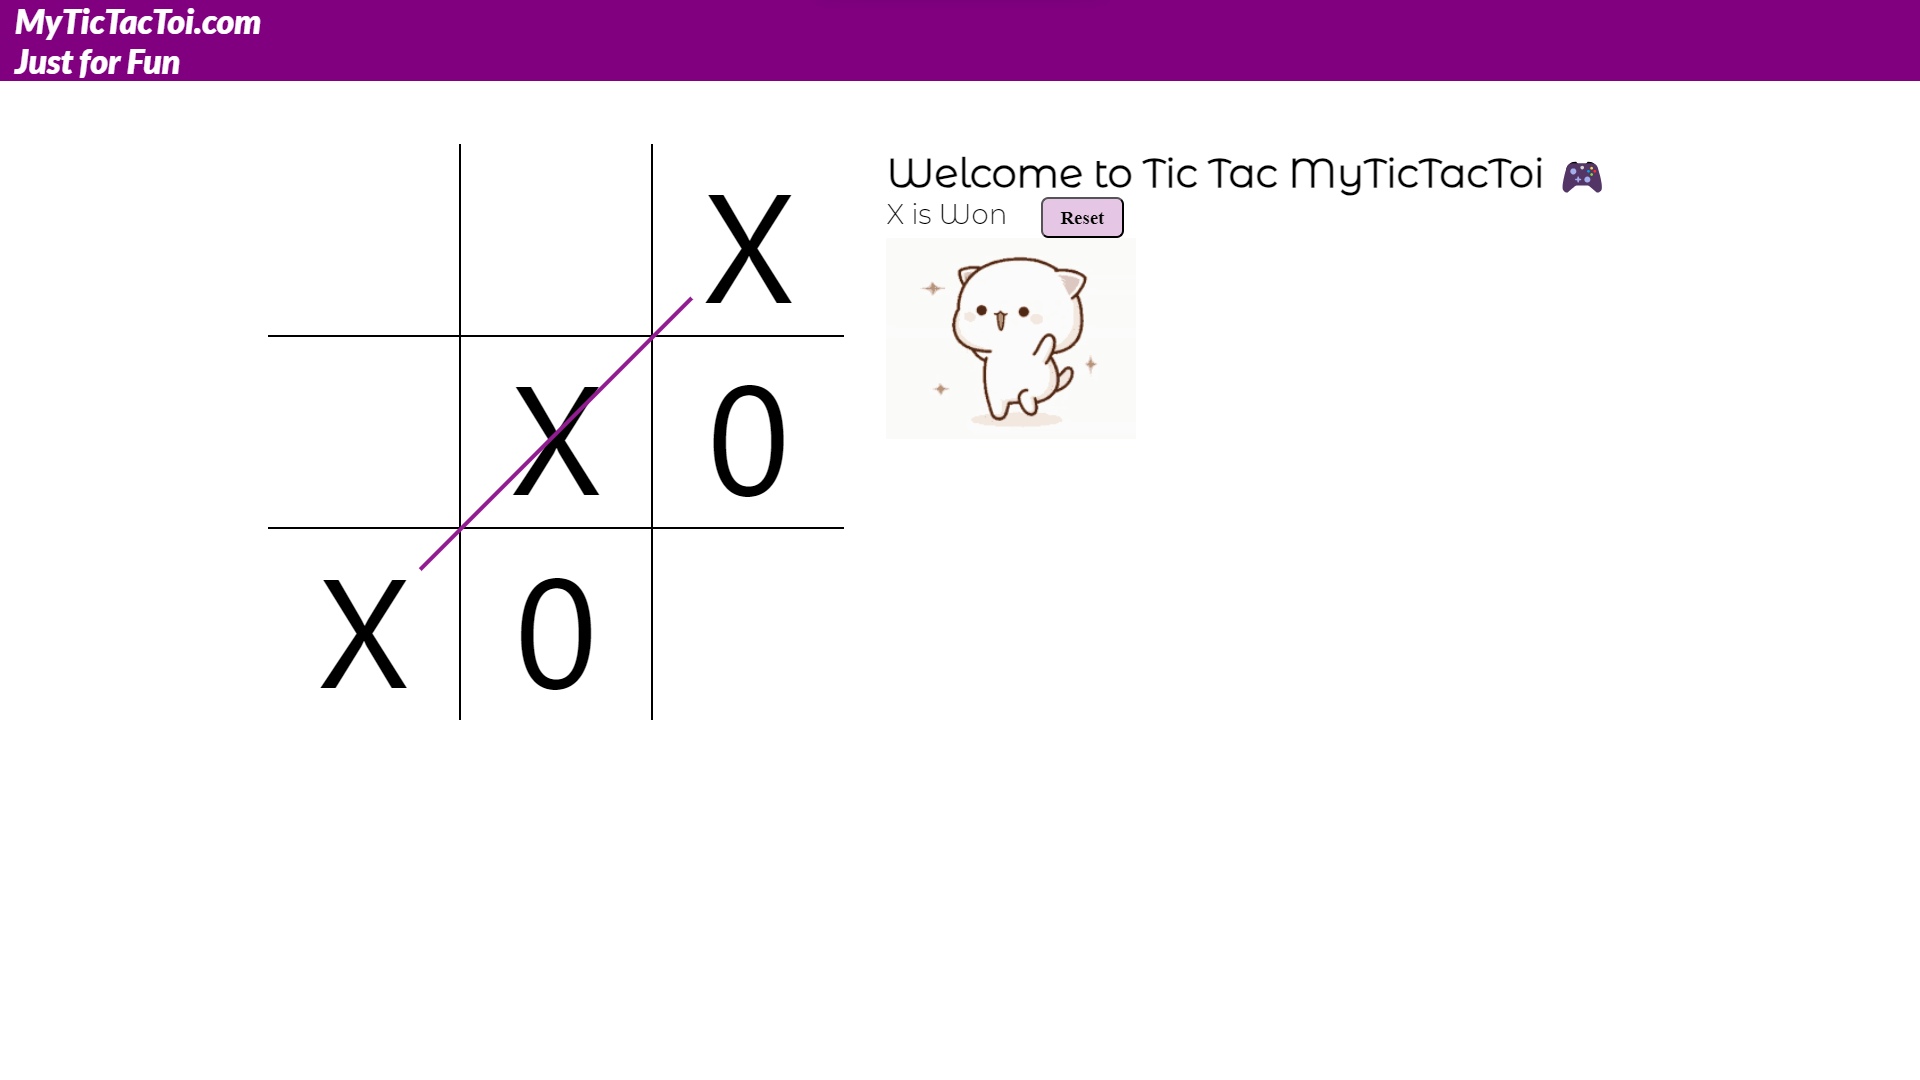 MyTicTacToi.com
Just for Fun
Welcome to Tic Tac MyTicTacToi 🎮
X is Won
Reset
X
X 0
X 0